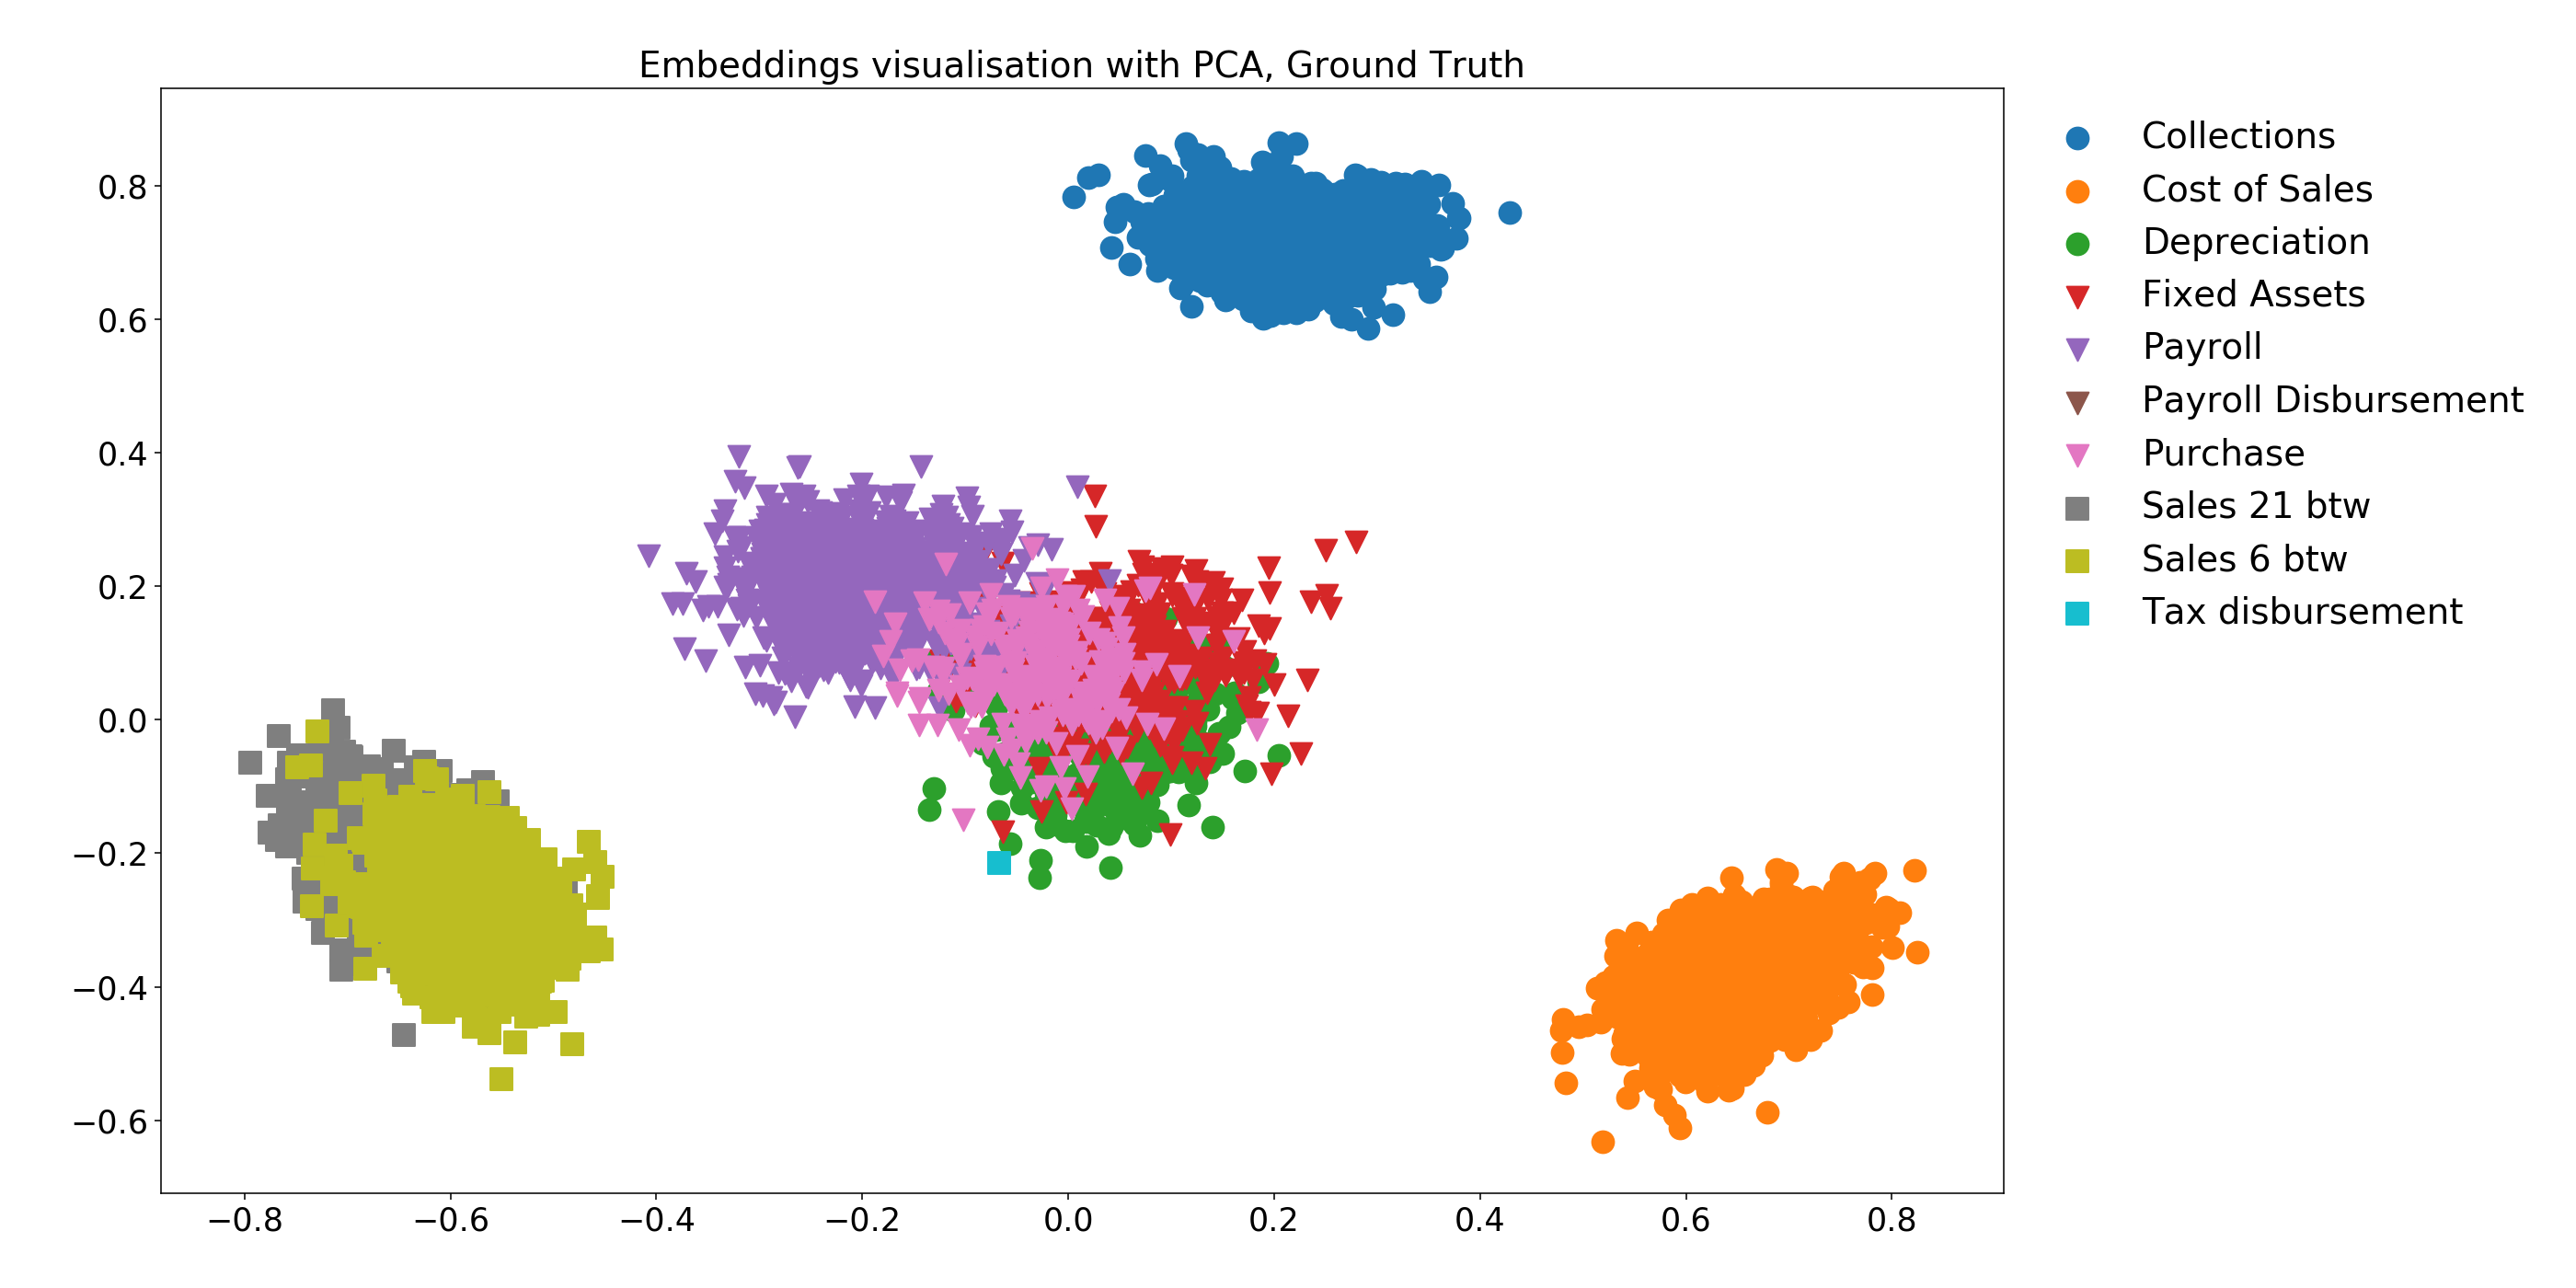 Embeddings visualisation with PCA, Ground Truth
0.8
0.6
0.4
0.2
0.0
−0.2
−0.4
−0.6
−0.8
−0.6
−0.4
−0.2
0.0
0.2
0.4
0.6
0.8
Collections
Cost of Sales
Depreciation
Fixed Assets
Payroll
Payroll Disbursement
Purchase
Sales 21 btw
Sales 6 btw
Tax disbursement